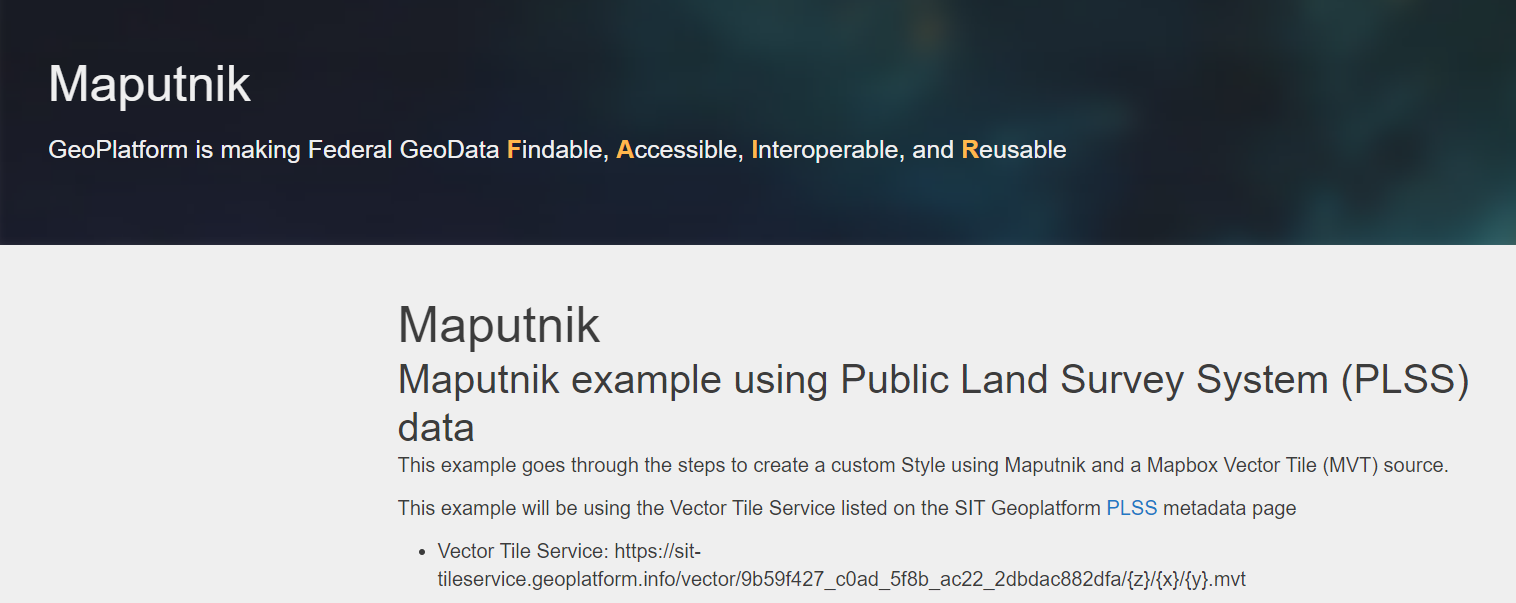 Maputnik
GeoPlatform is making Federal GeoData Findable, Accessible, Interoperable, and Reusable
Maputnik
Maputnik example using Public Land Survey System (PLSS)
data
This example goes through the steps to create a custom Style using Maputnik and a Mapbox Vector Tile (MVT) source.
This example will be using the Vector Tile Service listed on the SIT Geoplatform PLSS metadata page
• Vector Tile Service: https://sit-
tileservice.geoplatform.info/vector/9b59f427_c0ad_5f8b_ac22_2dbdac882dfa/{z}/{x}/{y}.mvt